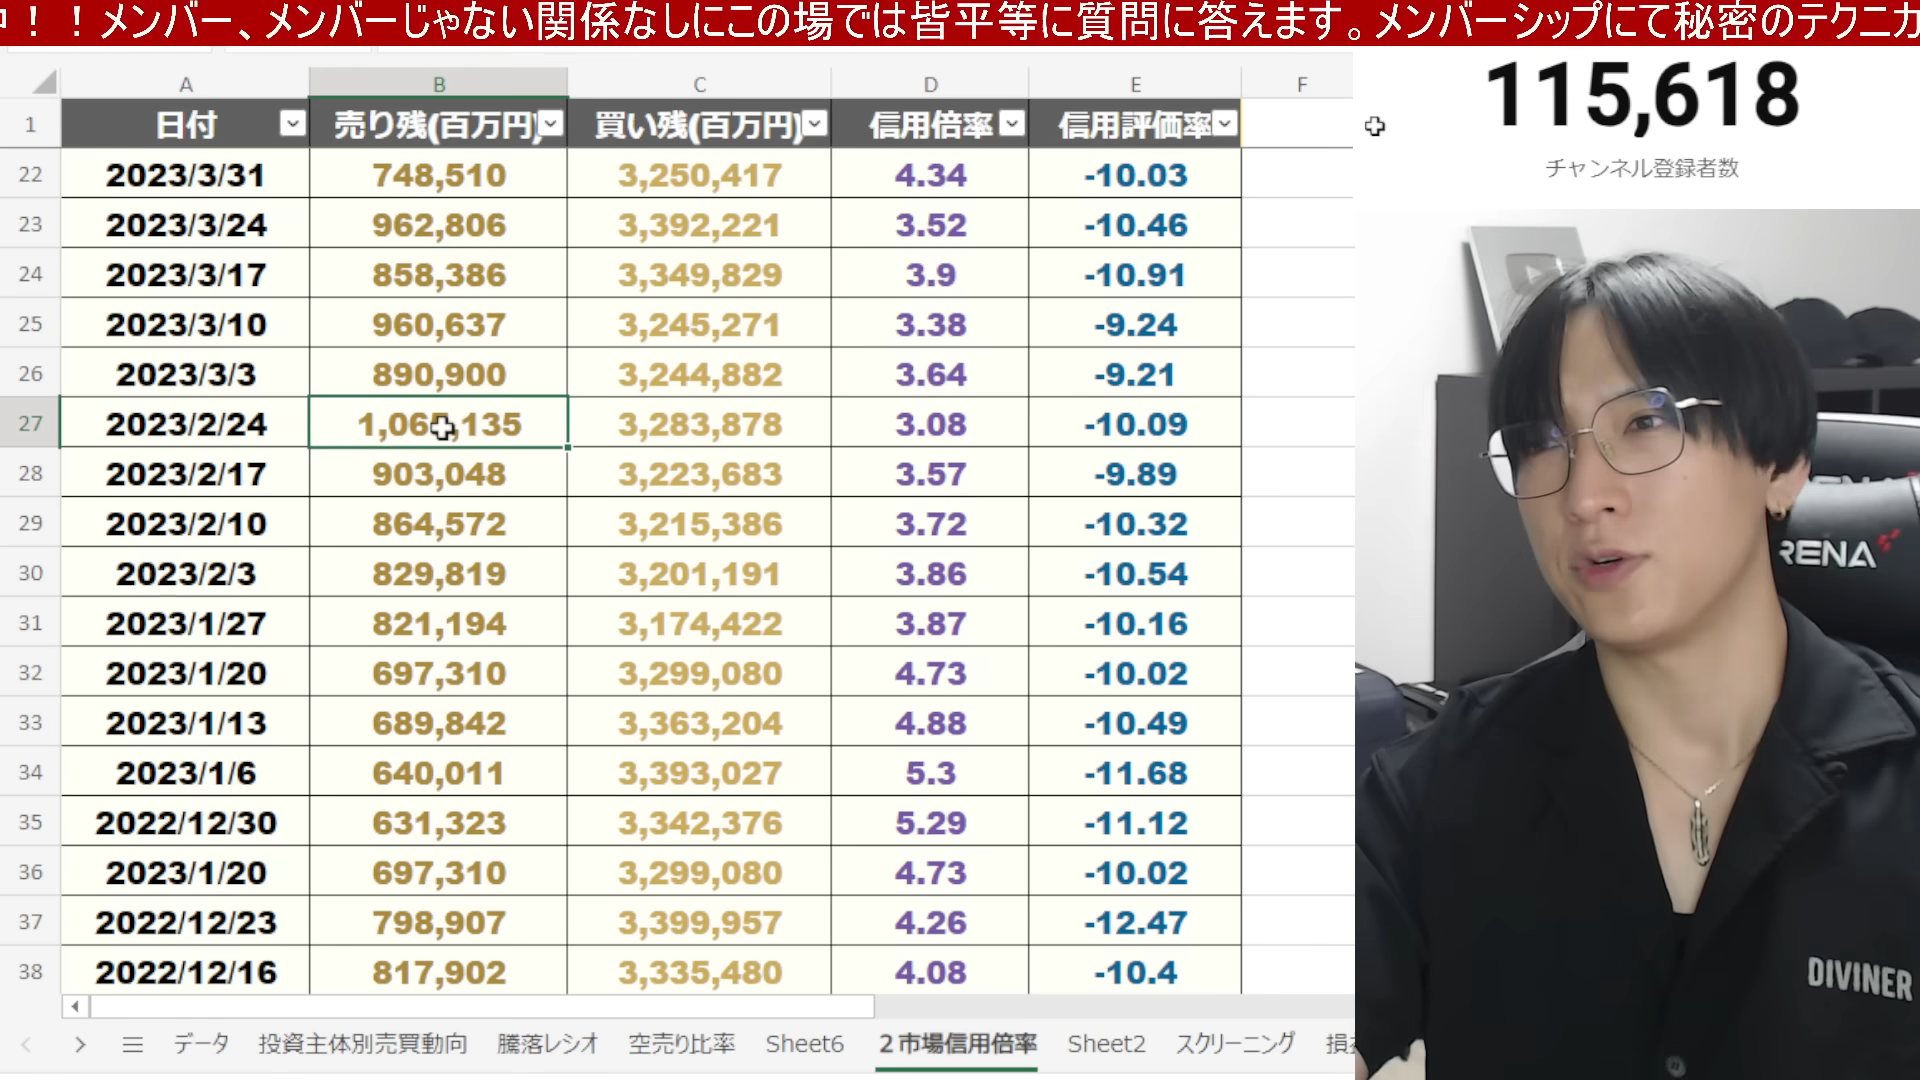 ！！メンバー、メンバーじゃない関係なしにこの場では皆平等に質問に答えます。メンバーシップにて秘密のテクニカ
115,618
チャンネル登録者数
A B C D E F
1 日付 売り残(百万円) 買い残(百万円) 信用倍率 信用評価率
22 2023/3/31 748,510 3,250,417 4.34 -10.03
23 2023/3/24 962,806 3,392,221 3.52 -10.46
24 2023/3/17 858,386 3,349,829 3.9 -10.91
25 2023/3/10 960,637 3,245,271 3.38 -9.24
26 2023/3/3 890,900 3,244,882 3.64 -9.21
27 2023/2/24 3,283,878 3.08 -10.09
28 2023/2/17 903,048 3,223,683 3.57 -9.89
29 2023/2/10 864,572 3,215,386 3.72 -10.32
30 2023/2/3 829,819 3,201,191 3.86 -10.54
31 2023/1/27 821,194 3,174,422 3.87 -10.16
32 2023/1/20 697,310 3,299,080 4.73 -10.02
33 2023/1/13 689,842 3,363,204 4.88 -10.49
34 2023/1/6 640,011 3,393,027 5.3 -11.68
35 2022/12/30 631,323 3,342,376 5.29 -11.12
36 2023/1/20 697,310 3,299,080 4.73 -10.02
37 2022/12/23 798,907 3,399,957 4.26 -12.47
38 2022/12/16 817,902 3,335,480 4.08 -10.4
データ 投資主体別売買動向 騰落レシオ 空売り比率 Sheet6 ２市場信用倍率 Sheet2 スクリーニング 損
RENA
DIVINER